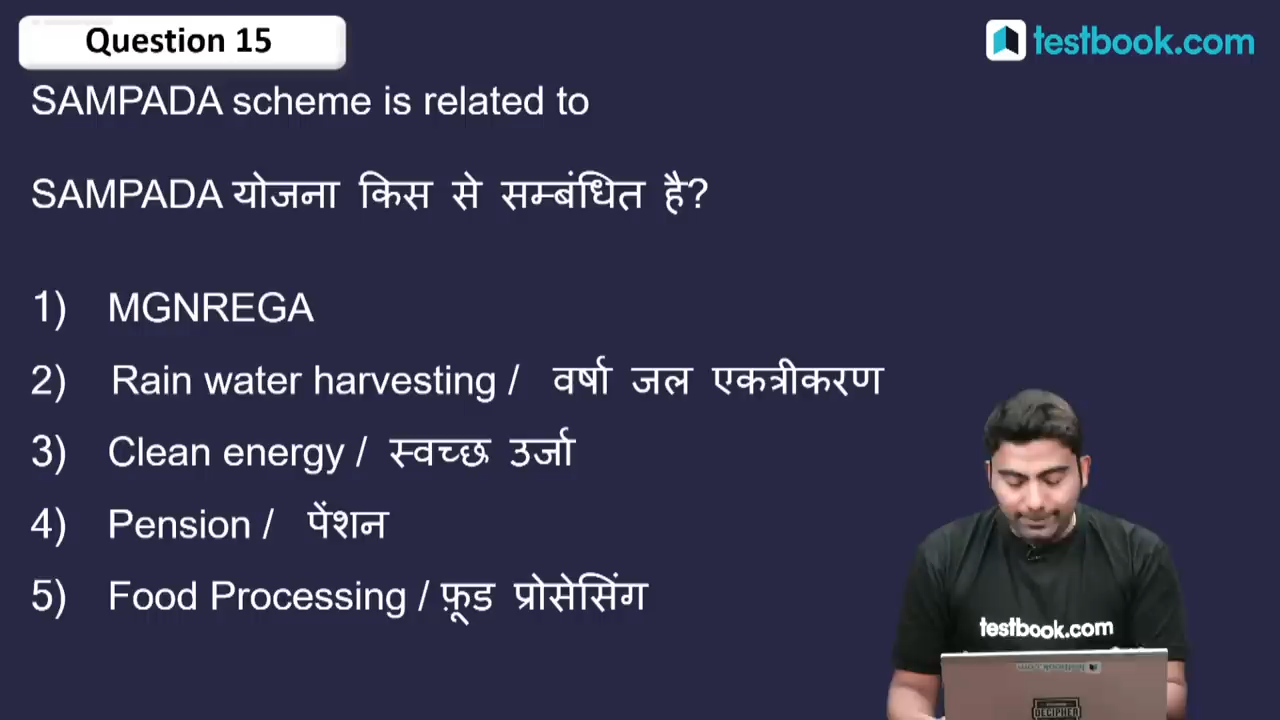 Question 15
testbook.com
SAMPADA scheme is related to
SAMPADA योजना किस से सम्बंधित है?
1) MGNREGA
2) Rain water harvesting / वर्षा जल एकत्रीकरण
3) Clean energy / स्वच्छ उर्जा
4) Pension / पेंशन
5) Food Processing / फ़ूड प्रोसेसिंग
testbook.com
DECIPHER